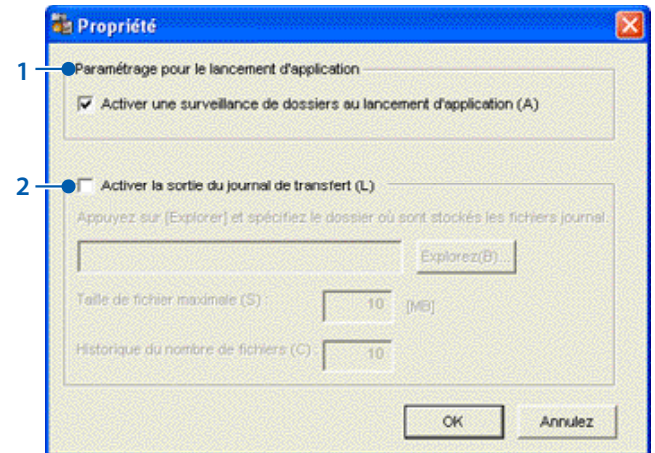 Propriété
1 Paramétrage pour le lancement d'application
Activer une surveillance de dossiers au lancement d'application (A)
2 Activer la sortie du journal de transfert (L)
Appuyez sur [Explorer] et spécifiez le dossier où sont stockés les fichiers journal.
Explorez(B)...
Taille de fichier maximale (S) : 10 [MB]
Historique du nombre de fichiers (C) : 10
OK Annulez